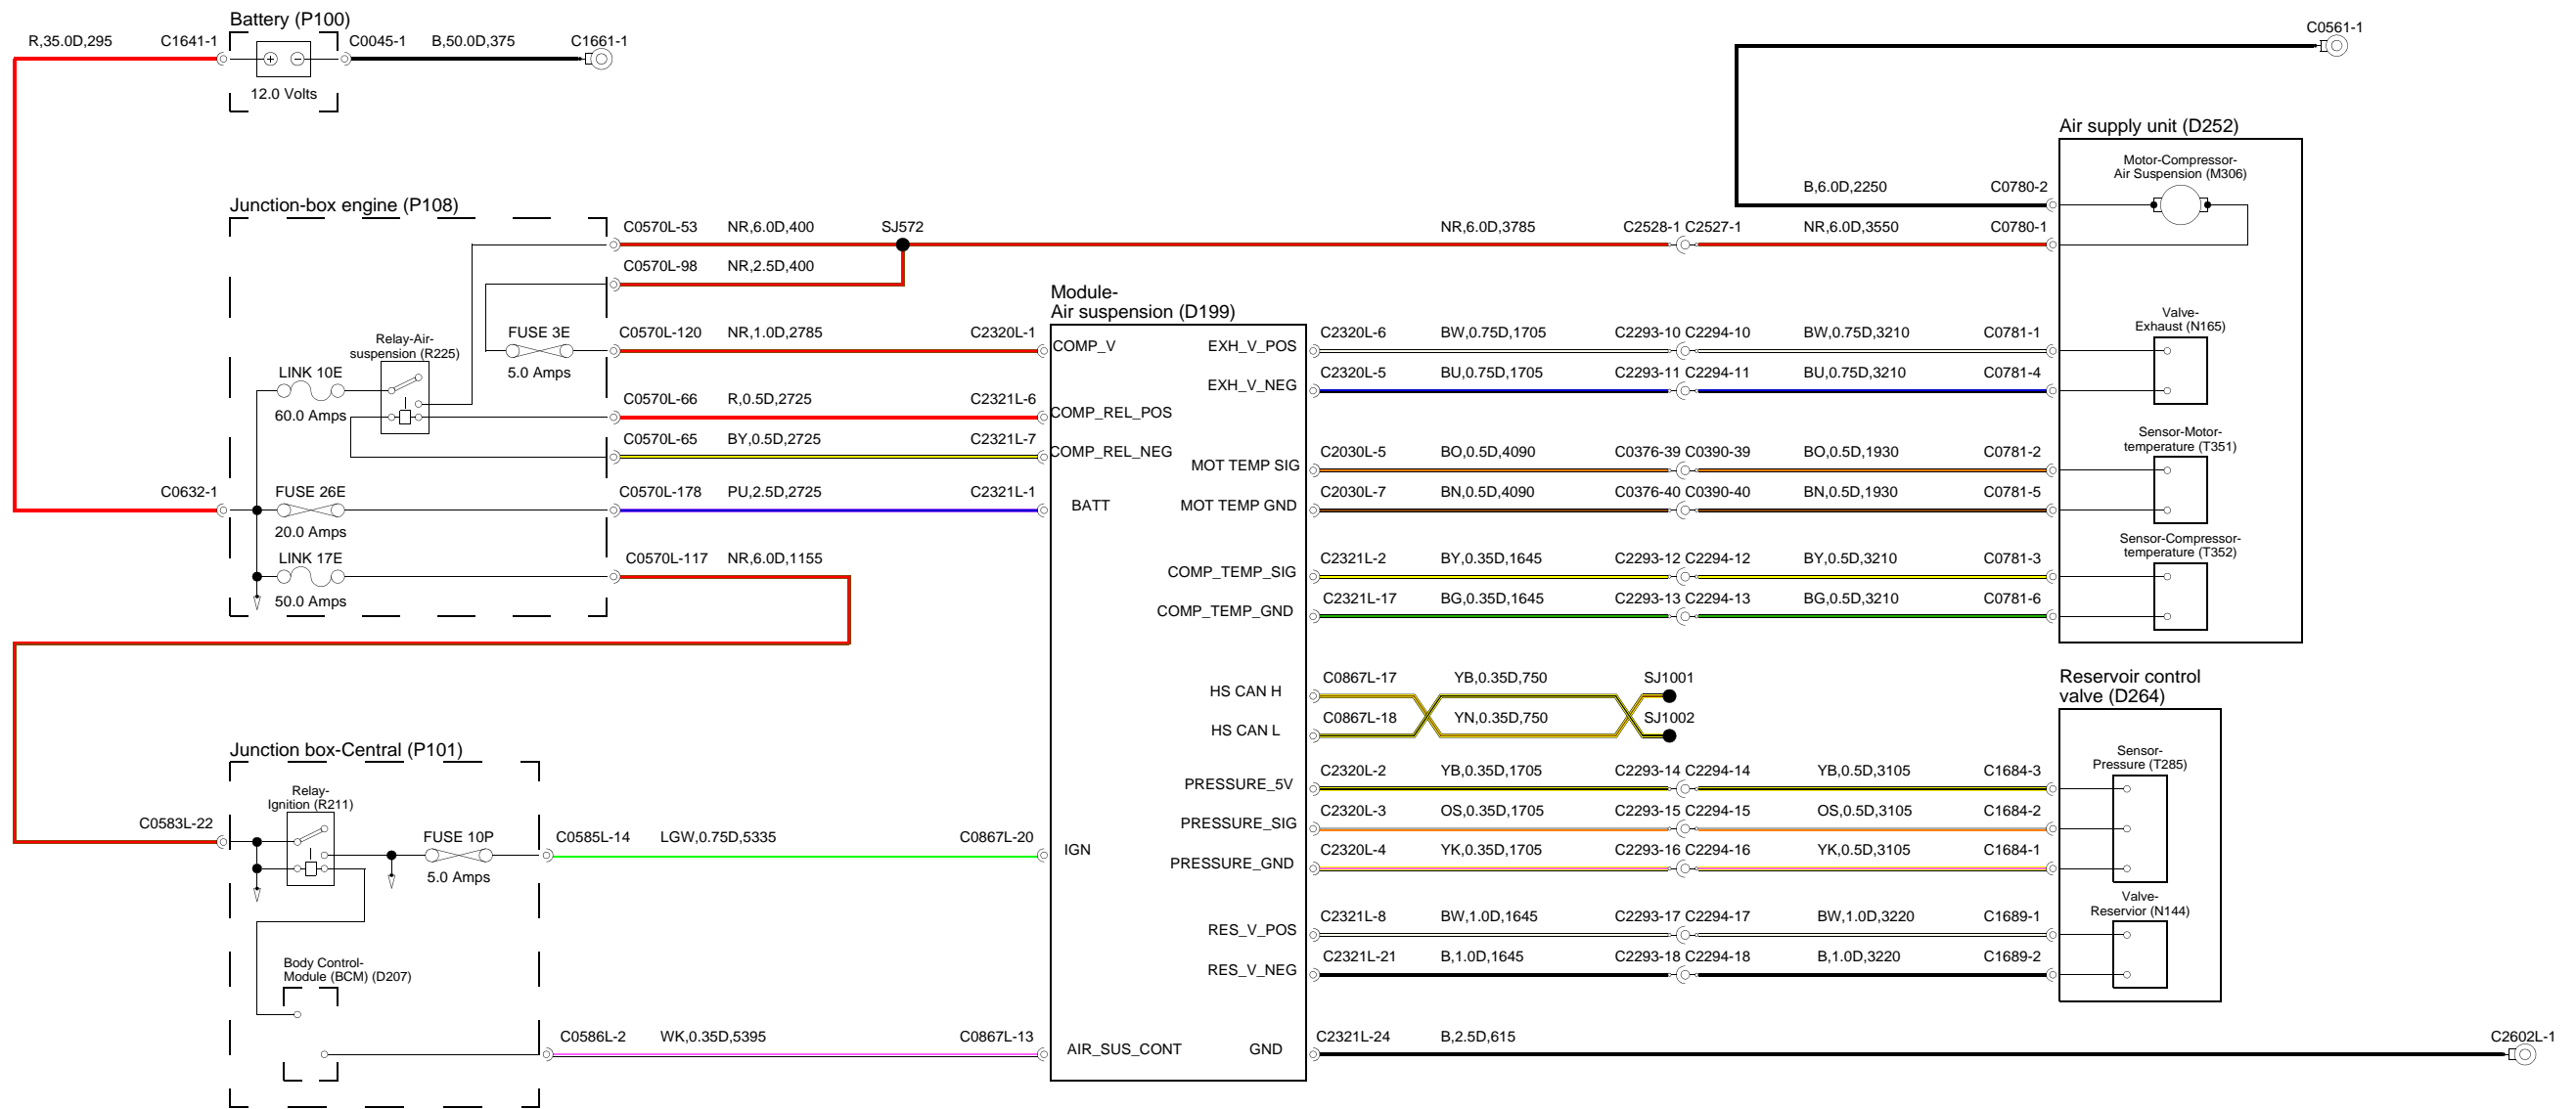 Battery (P100)
R,35.0D,295
C1641-1
C0045-1
B,50.0D,375
C1661-1
12.0 Volts
C0561-1
Air supply unit (D252)
Motor-Compressor-
Air Suspension (M306)
B,6.0D,2250
C0780-2
Junction-box engine (P108)
C0570L-53
NR,6.0D,400
SJ572
NR,6.0D,3785
C2528-1
C2527-1
NR,6.0D,3550
C0780-1
C0570L-98
NR,2.5D,400
Module-
Air suspension (D199)
Relay-Air-
suspension (R225)
FUSE 3E
5.0 Amps
C0570L-120
NR,1.0D,2785
C2320L-1
COMP_V
LINK 10E
60.0 Amps
C0570L-66
R,0.5D,2725
C2321L-6
COMP_REL_POS
C0570L-65
BY,0.5D,2725
C2321L-7
COMP_REL_NEG
C0632-1
FUSE 26E
20.0 Amps
C0570L-178
PU,2.5D,2725
C2321L-1
BATT
LINK 17E
50.0 Amps
C0570L-117
NR,6.0D,1155
EXH_V_POS
C2320L-6
BW,0.75D,1705
C2293-10
C2294-10
BW,0.75D,3210
C0781-1
Valve-
Exhaust (N165)
EXH_V_NEG
C2320L-5
BU,0.75D,1705
C2293-11
C2294-11
BU,0.75D,3210
C0781-4
MOT TEMP SIG
C2030L-5
BO,0.5D,4090
C0376-39
C0390-39
BO,0.5D,1930
C0781-2
Sensor-Motor-
temperature (T351)
MOT TEMP GND
C2030L-7
BN,0.5D,4090
C0376-40
C0390-40
BN,0.5D,1930
C0781-5
COMP_TEMP_SIG
C2321L-2
BY,0.35D,1645
C2293-12
C2294-12
BY,0.5D,3210
C0781-3
Sensor-Compressor-
temperature (T352)
COMP_TEMP_GND
C2321L-17
BG,0.35D,1645
C2293-13
C2294-13
BG,0.5D,3210
C0781-6
HS CAN H
C0867L-17
YB,0.35D,750
SJ1001
HS CAN L
C0867L-18
YN,0.35D,750
SJ1002
Reservoir control
valve (D264)
Junction box-Central (P101)
Relay-
Ignition (R211)
C0583L-22
FUSE 10P
5.0 Amps
C0585L-14
LGW,0.75D,5335
C0867L-20
IGN
PRESSURE_5V
C2320L-2
YB,0.35D,1705
C2293-14
C2294-14
YB,0.5D,3105
C1684-3
Sensor-
Pressure (T285)
PRESSURE_SIG
C2320L-3
OS,0.35D,1705
C2293-15
C2294-15
OS,0.5D,3105
C1684-2
PRESSURE_GND
C2320L-4
YK,0.35D,1705
C2293-16
C2294-16
YK,0.5D,3105
C1684-1
RES_V_POS
C2321L-8
BW,1.0D,1645
C2293-17
C2294-17
BW,1.0D,3220
C1689-1
Valve-
Reservior (N144)
RES_V_NEG
C2321L-21
B,1.0D,1645
C2293-18
C2294-18
B,1.0D,3220
C1689-2
Body Control-
Module (BCM) (D207)
C0586L-2
WK,0.35D,5395
C0867L-13
AIR_SUS_CONT
GND
C2321L-24
B,2.5D,615
C2602L-1